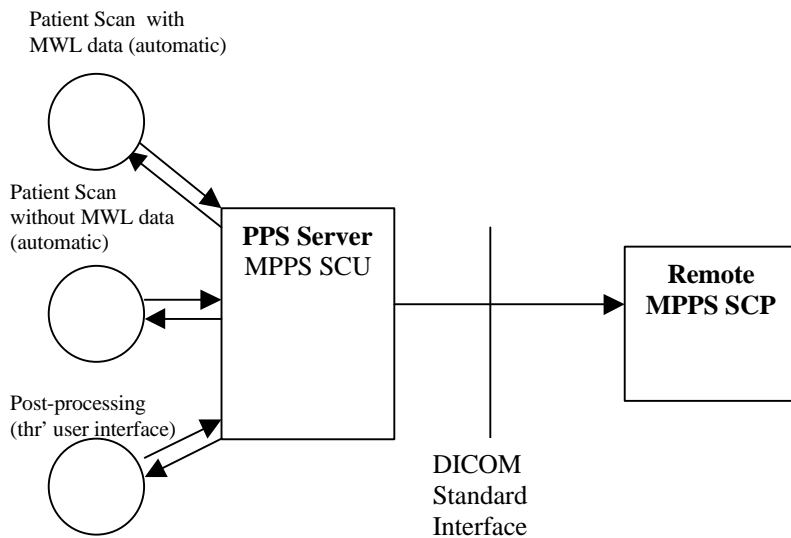 Patient Scan with
MWL data (automatic)
Patient Scan
without MWL data
(automatic)
PPS Server
MPPS SCU
Remote
MPPS SCP
Post-processing
(thr' user interface)
DICOM
Standard
Interface